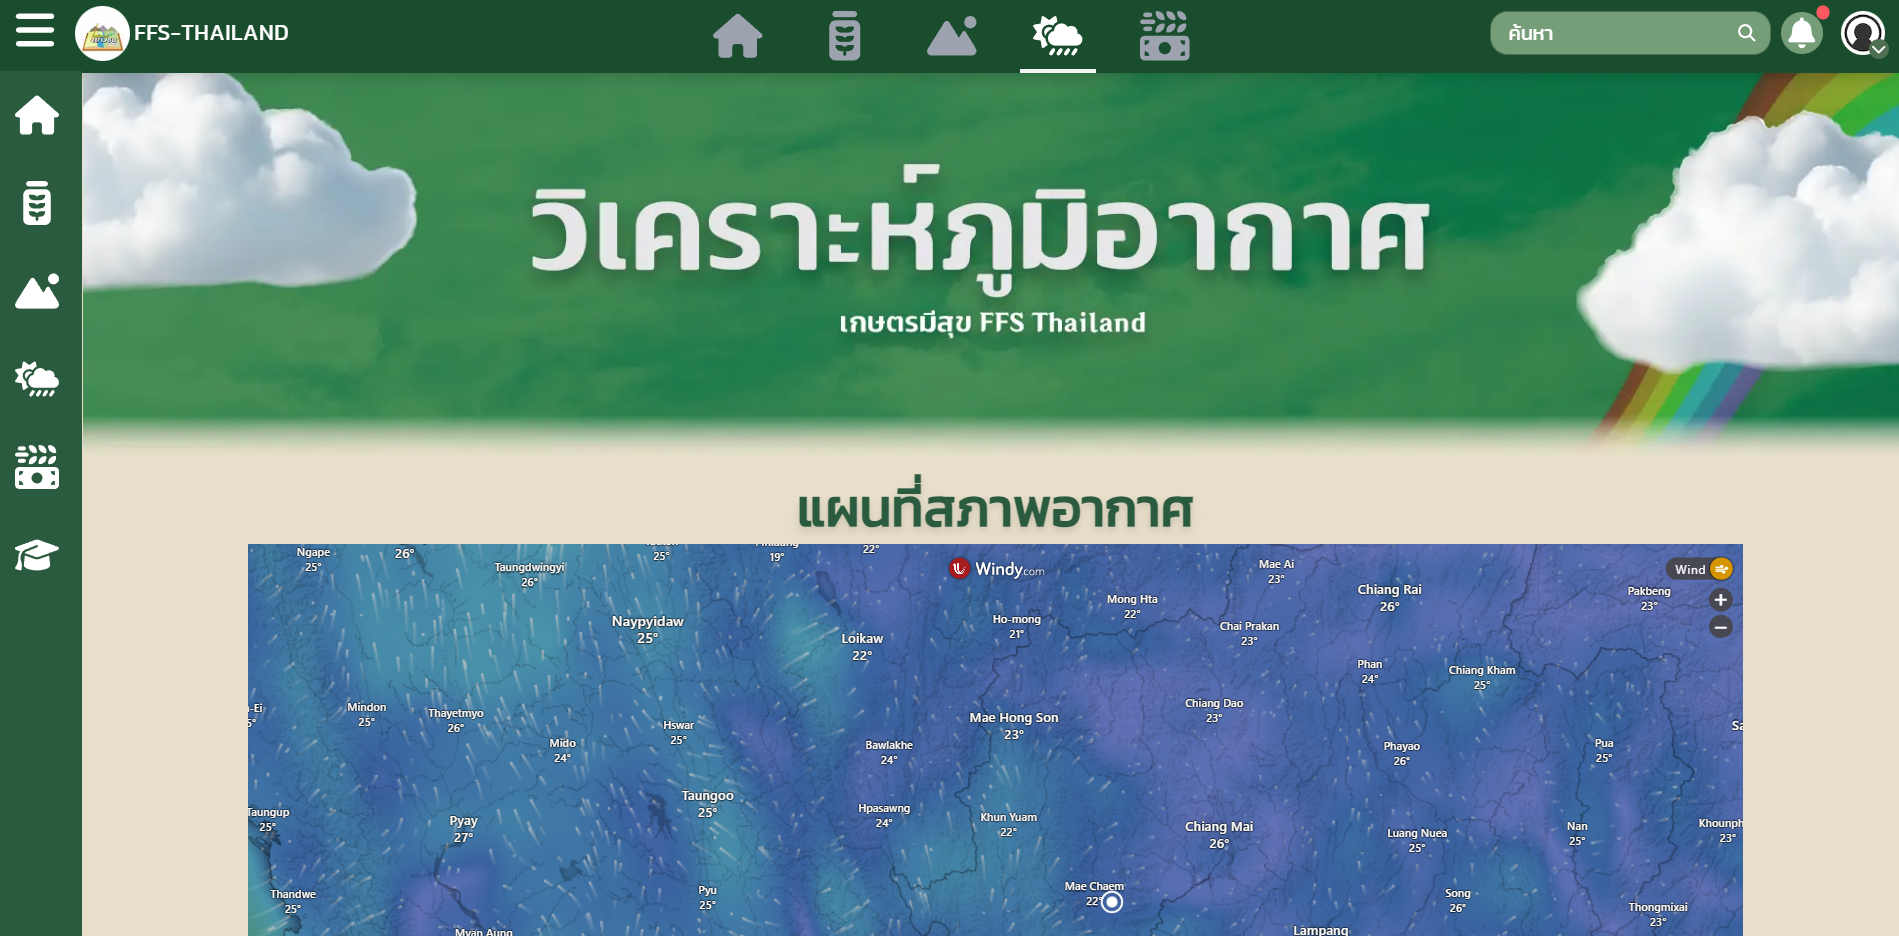 FFS-THAILAND
ค้นหา
วิเคราะห์ภูมิอากาศ
เกษตรมีสุข FFS Thailand
แผนที่สภาพอากาศ
Ngape
25°
26°
Taungdwingyi
26°
25°
19°
22°
Windy.com
Mae Ai
23°
Wind
Chiang Rai
26°
Pakbeng
23°
Mong Hta
22°
Ho-mong
21°
Naypyidaw
25°
Loikaw
22°
Chai Prakan
23°
Phan
24°
Chiang Kham
25°
Mindon
25°
Thayetmyo
26°
Hswar
25°
Mae Hong Son
23°
Chiang Dao
23°
Mido
24°
Bawlakhe
24°
Phayao
26°
Pua
25°
Taungoo
25°
Hpasawng
24°
Khun Yuam
22°
Chiang Mai
26°
Luang Nuea
25°
Nan
25°
Khounph
23°
Taungup
25°
Pyay
27°
Thandwe
25°
Pyu
25°
Mae Chaem
22°
Song
26°
Thongmixai
23°
Myan Aung
Lampang